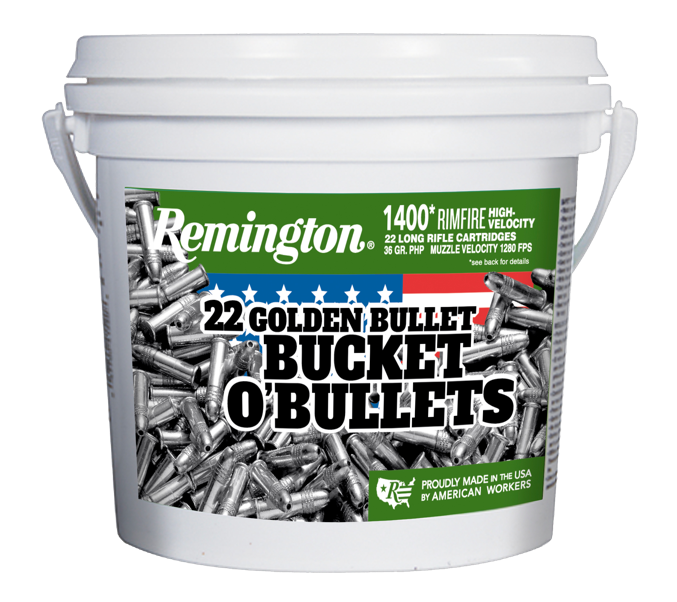 Remington®
1400* RIMFIRE HIGH-VELOCITY
22 LONG RIFLE CARTRIDGES
36 GR. PHP MUZZLE VELOCITY 1280 FPS
*see back for details
22 GOLDEN BULLET
BUCKET
O'BULLETS
R
PROUDLY MADE IN THE USA
BY AMERICAN WORKERS